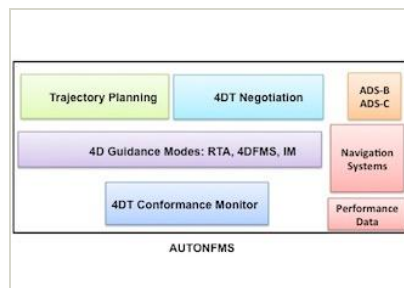 Trajectory Planning
4DT Negotiation
ADS-B
ADS-C
4D Guidance Modes: RTA, 4DFMS, IM
Navigation
Systems
4DT Conformance Monitor
Performance
Data
AUTONFMS